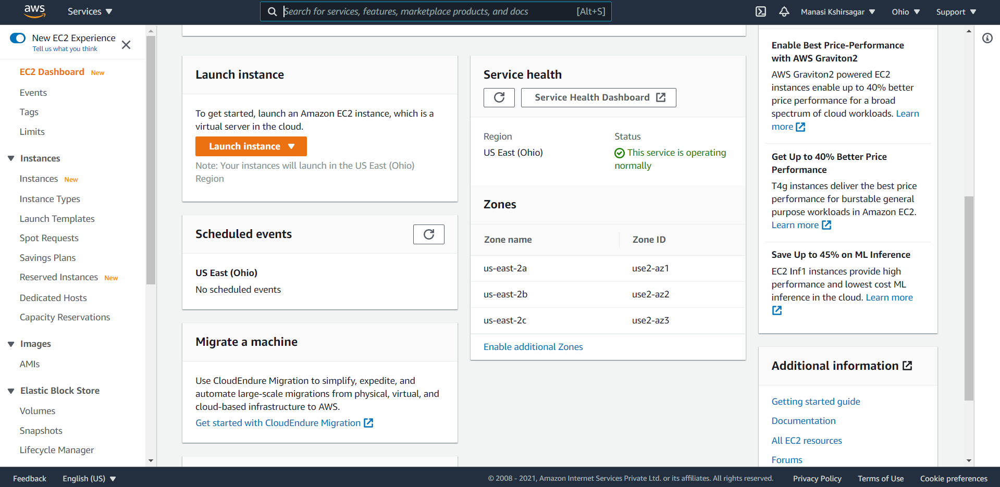 aws
Services
Search for services, features, marketplace products, and docs
[Alt+S]
Manasi Kshirsagar
Ohio
Support
New EC2 Experience
Tell us what you think
EC2 Dashboard New
Events
Tags
Limits
Instances
Instances New
Instance Types
Launch Templates
Spot Requests
Savings Plans
Reserved Instances New
Dedicated Hosts
Capacity Reservations
Images
AMIs
Elastic Block Store
Volumes
Snapshots
Lifecycle Manager
Launch instance
To get started, launch an Amazon EC2 instance, which is a
virtual server in the cloud.
Launch instance
Note: Your instances will launch in the US East (Ohio)
Region
Scheduled events
US East (Ohio)
No scheduled events
Migrate a machine
Use CloudEndure Migration to simplify, expedite, and
automate large-scale migrations from physical, virtual, and
cloud-based infrastructure to AWS.
Get started with CloudEndure Migration
Service health
Service Health Dashboard
Region
Status
US East (Ohio)
This service is operating
normally
Zones
Zone name
Zone ID
us-east-2a
use2-az1
us-east-2b
use2-az2
us-east-2c
use2-az3
Enable additional Zones
Enable Best Price-Performance
with AWS Graviton2
AWS Graviton2 powered EC2
instances enable up to 40% better
price performance for a broad
spectrum of cloud workloads. Learn
more
Get Up to 40% Better Price
Performance
T4g instances deliver the best price
performance for burstable general
purpose workloads in Amazon EC2.
Learn more
Save Up to 45% on ML Inference
EC2 Inf1 instances provide high
performance and lowest cost ML
inference in the cloud. Learn more
Additional information
Getting started guide
Documentation
All EC2 resources
Forums
Feedback
English (US)
© 2008 - 2021, Amazon Internet Services Private Ltd. or its affiliates. All rights reserved.
Privacy Policy
Terms of Use
Cookie preferences